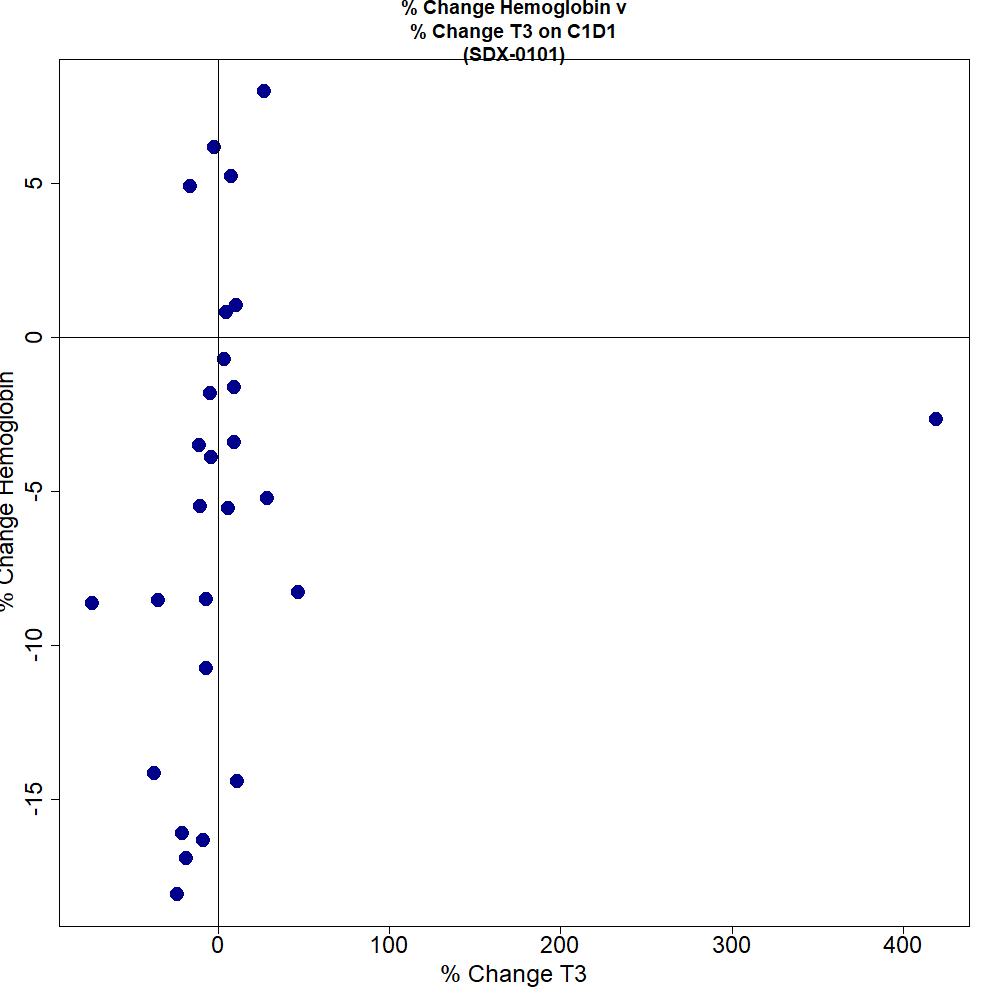 % Change Hemoglobin v
% Change T3 on C1D1
(SDX-0101)
5
0
-5
-10
-15
% Change Hemoglobin
0 100 200 300 400
% Change T3